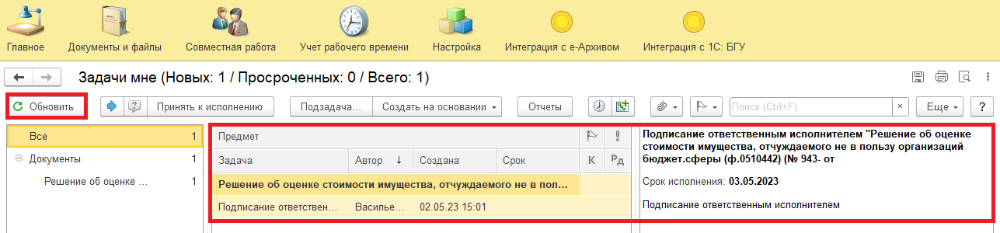 Главное Документы и файлы Совместная работа Учет рабочего времени Настройка Интеграция с е-Архивом Интеграция с 1С: БГУ
Задачи мне (Новых: 1 / Просроченных: 0 / Всего: 1)
Обновить Принять к исполнению Подзадача... Создать на основании Отчеты Поиск (Ctrl+F) × Еще ?
Все 1
Документы 1
Решение об оценке ... 1
Предмет
Задача Автор ↓ Создана Срок К Рд
Решение об оценке стоимости имущества, отчуждаемого не в пол...
Подписание ответствен... Василье... 02.05.23 15:01
Подписание ответственным исполнителем "Решение об оценке
стоимости имущества, отчуждаемого не в пользу организаций
бюджет.сферы (ф.0510442) (№ 943- от
Срок исполнения: 03.05.2023
Подписание ответственным исполнителем